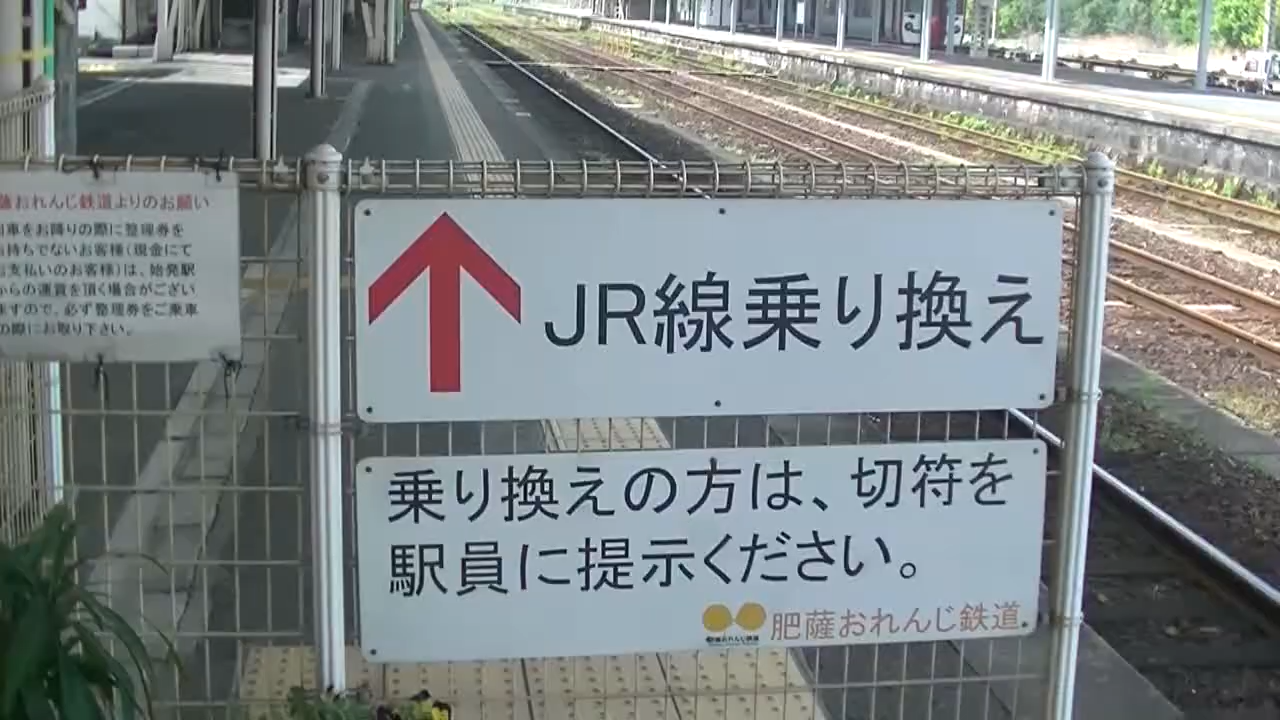 薩おれんじ鉄道よりのお願い
車をお降りの際に整理券を
持ちでないお客様(現金にて
支払いのお客様)は、始発駅
からの運賃を頂く場合がござい
ますので、必ず整理券をご乗車
の際にお取り下さい。
JR線乗り換え
乗り換えの方は、切符を
駅員に提示ください。
肥薩おれんじ鉄道